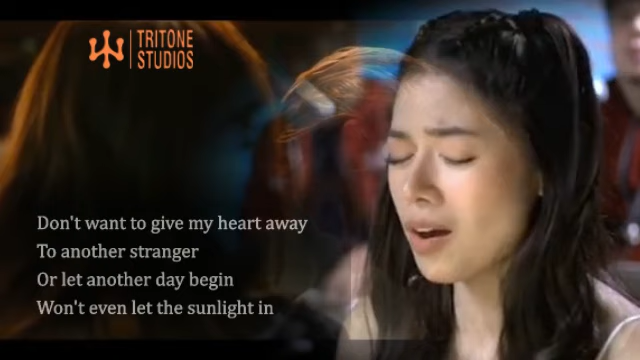 TRITONE
STUDIOS
Don't want to give my heart away
To another stranger
Or let another day begin
Won't even let the sunlight in